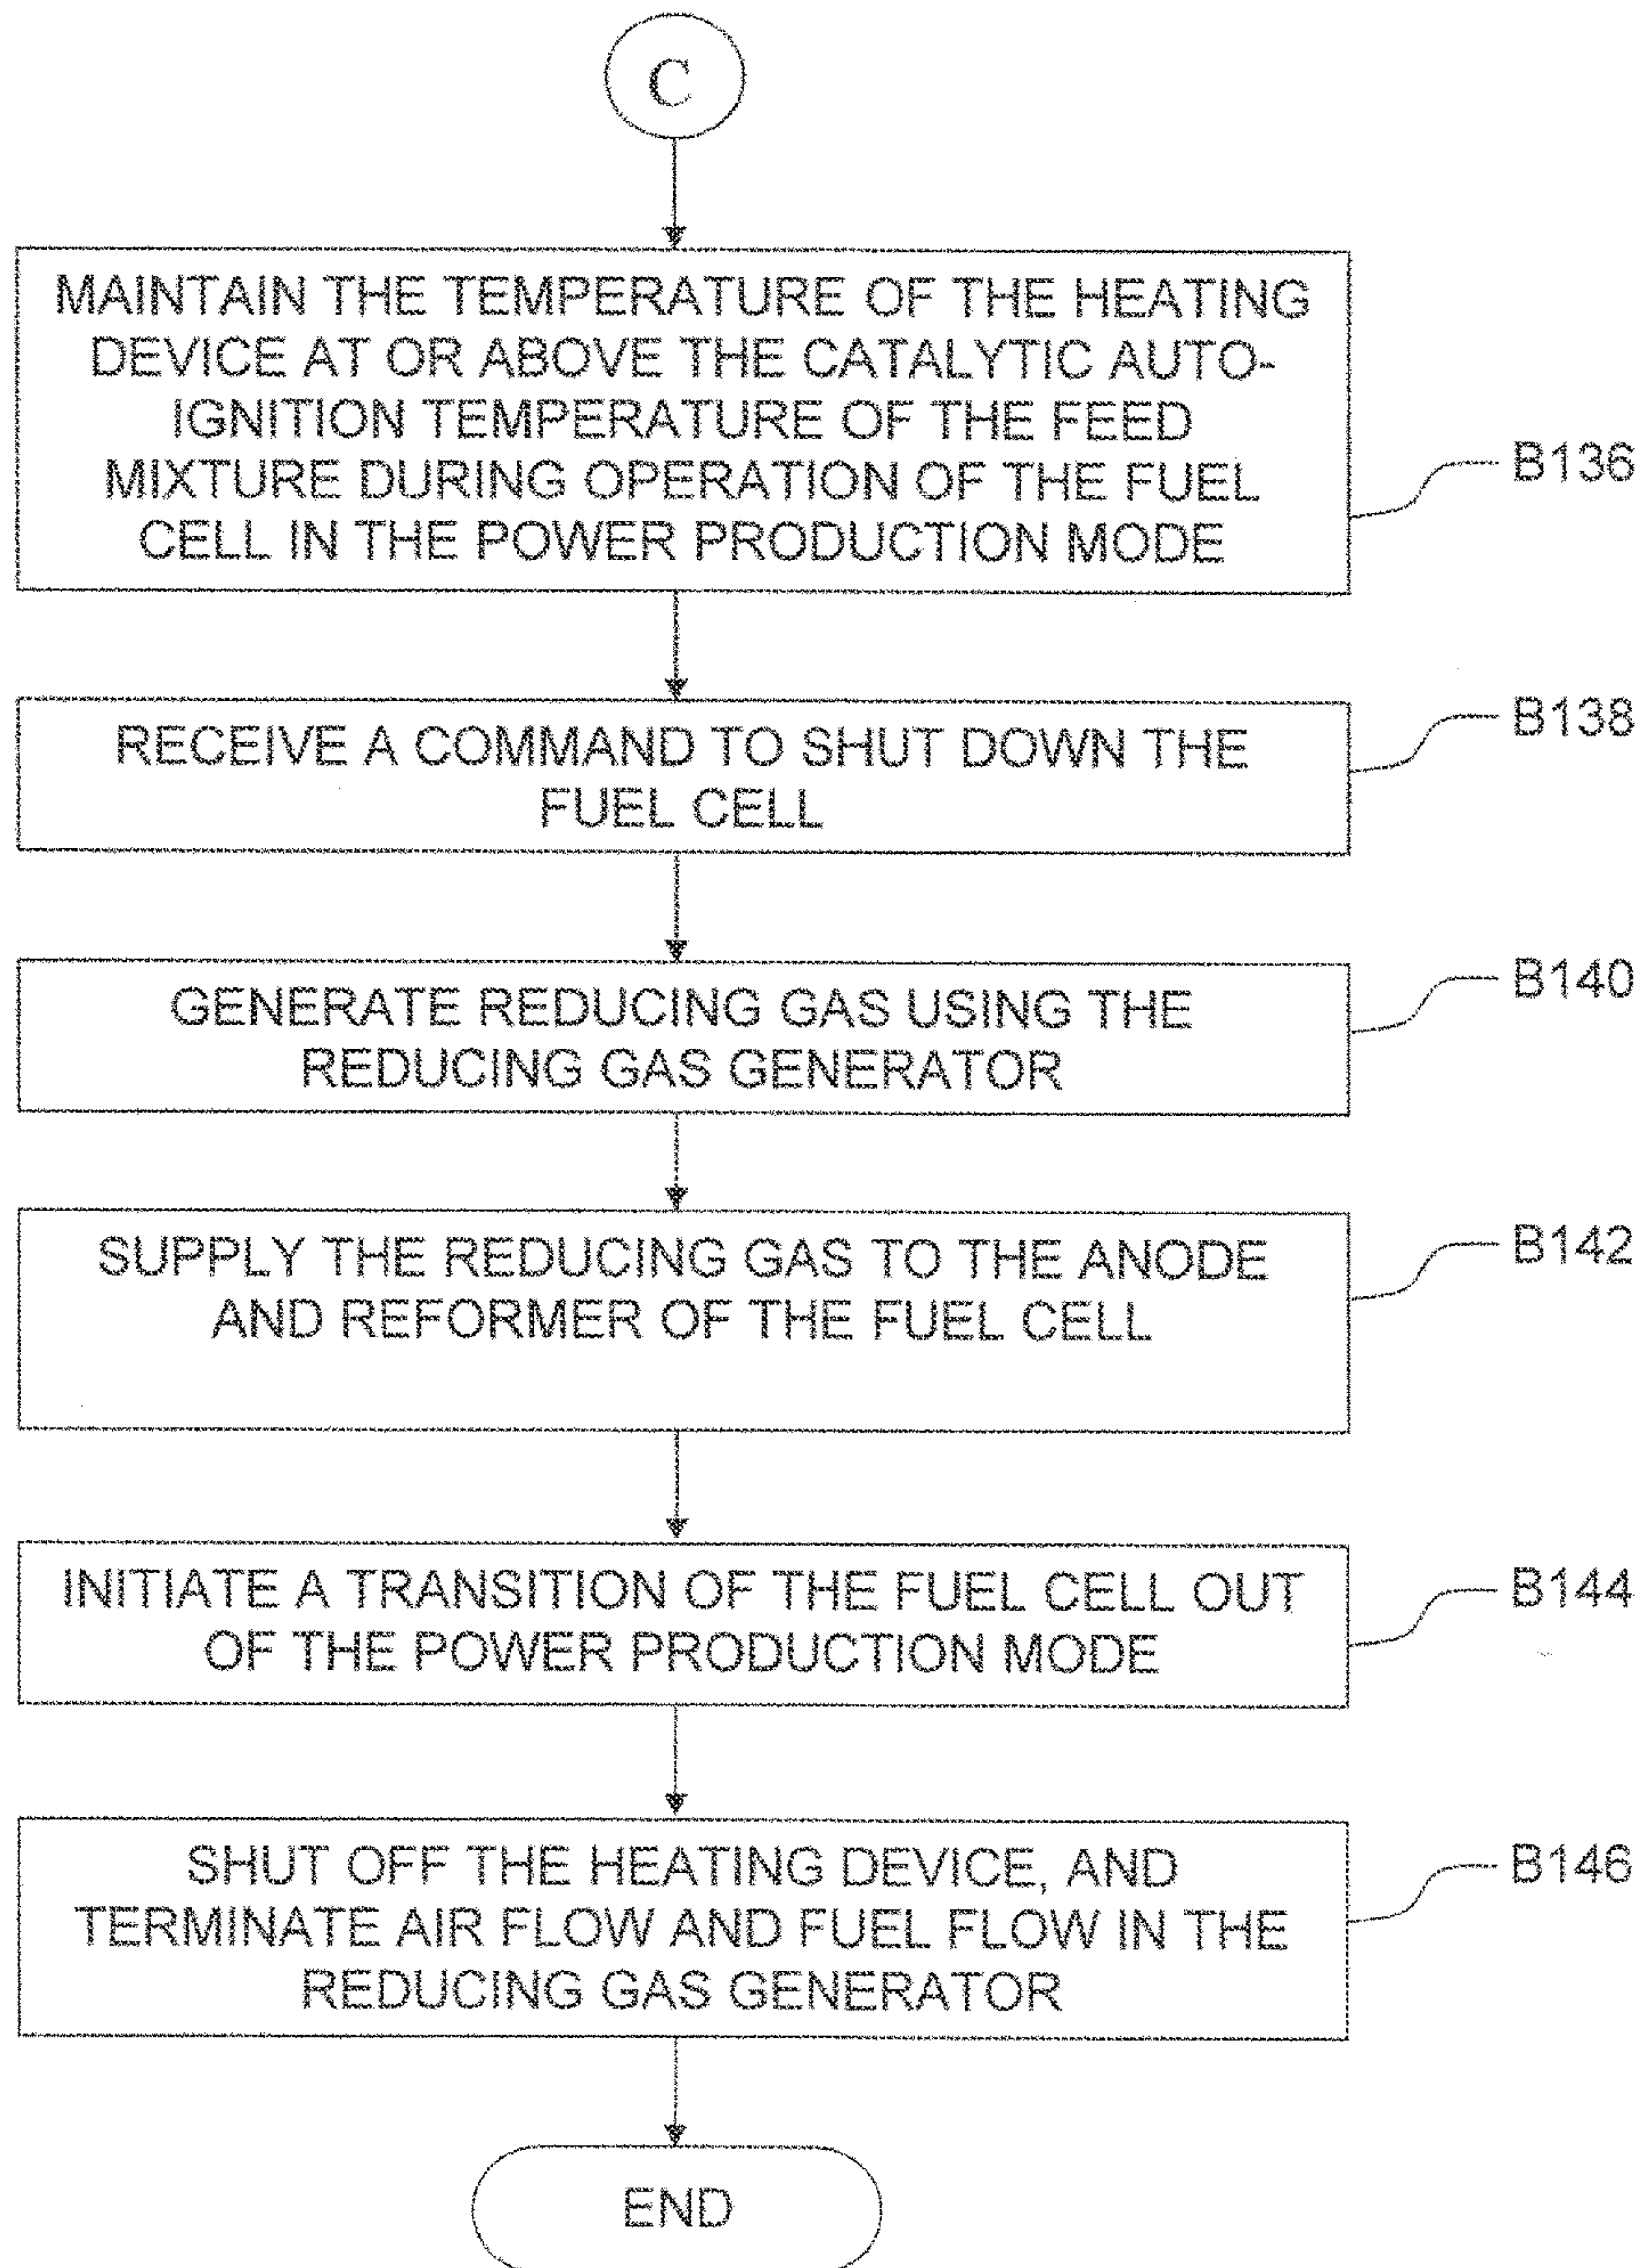 C
MAINTAIN THE TEMPERATURE OF THE HEATING
DEVICE AT OR ABOVE THE CATALYTIC AUTO-
IGNITION TEMPERATURE OF THE FEED
MIXTURE DURING OPERATION OF THE FUEL
CELL IN THE POWER PRODUCTION MODE
B136
RECEIVE A COMMAND TO SHUT DOWN THE
FUEL CELL
B138
GENERATE REDUCING GAS USING THE
REDUCING GAS GENERATOR
B140
SUPPLY THE REDUCING GAS TO THE ANODE
AND REFORMER OF THE FUEL CELL
B142
INITIATE A TRANSITION OF THE FUEL CELL OUT
OF THE POWER PRODUCTION MODE
B144
SHUT OFF THE HEATING DEVICE, AND
TERMINATE AIR FLOW AND FUEL FLOW IN THE
REDUCING GAS GENERATOR
B146
END